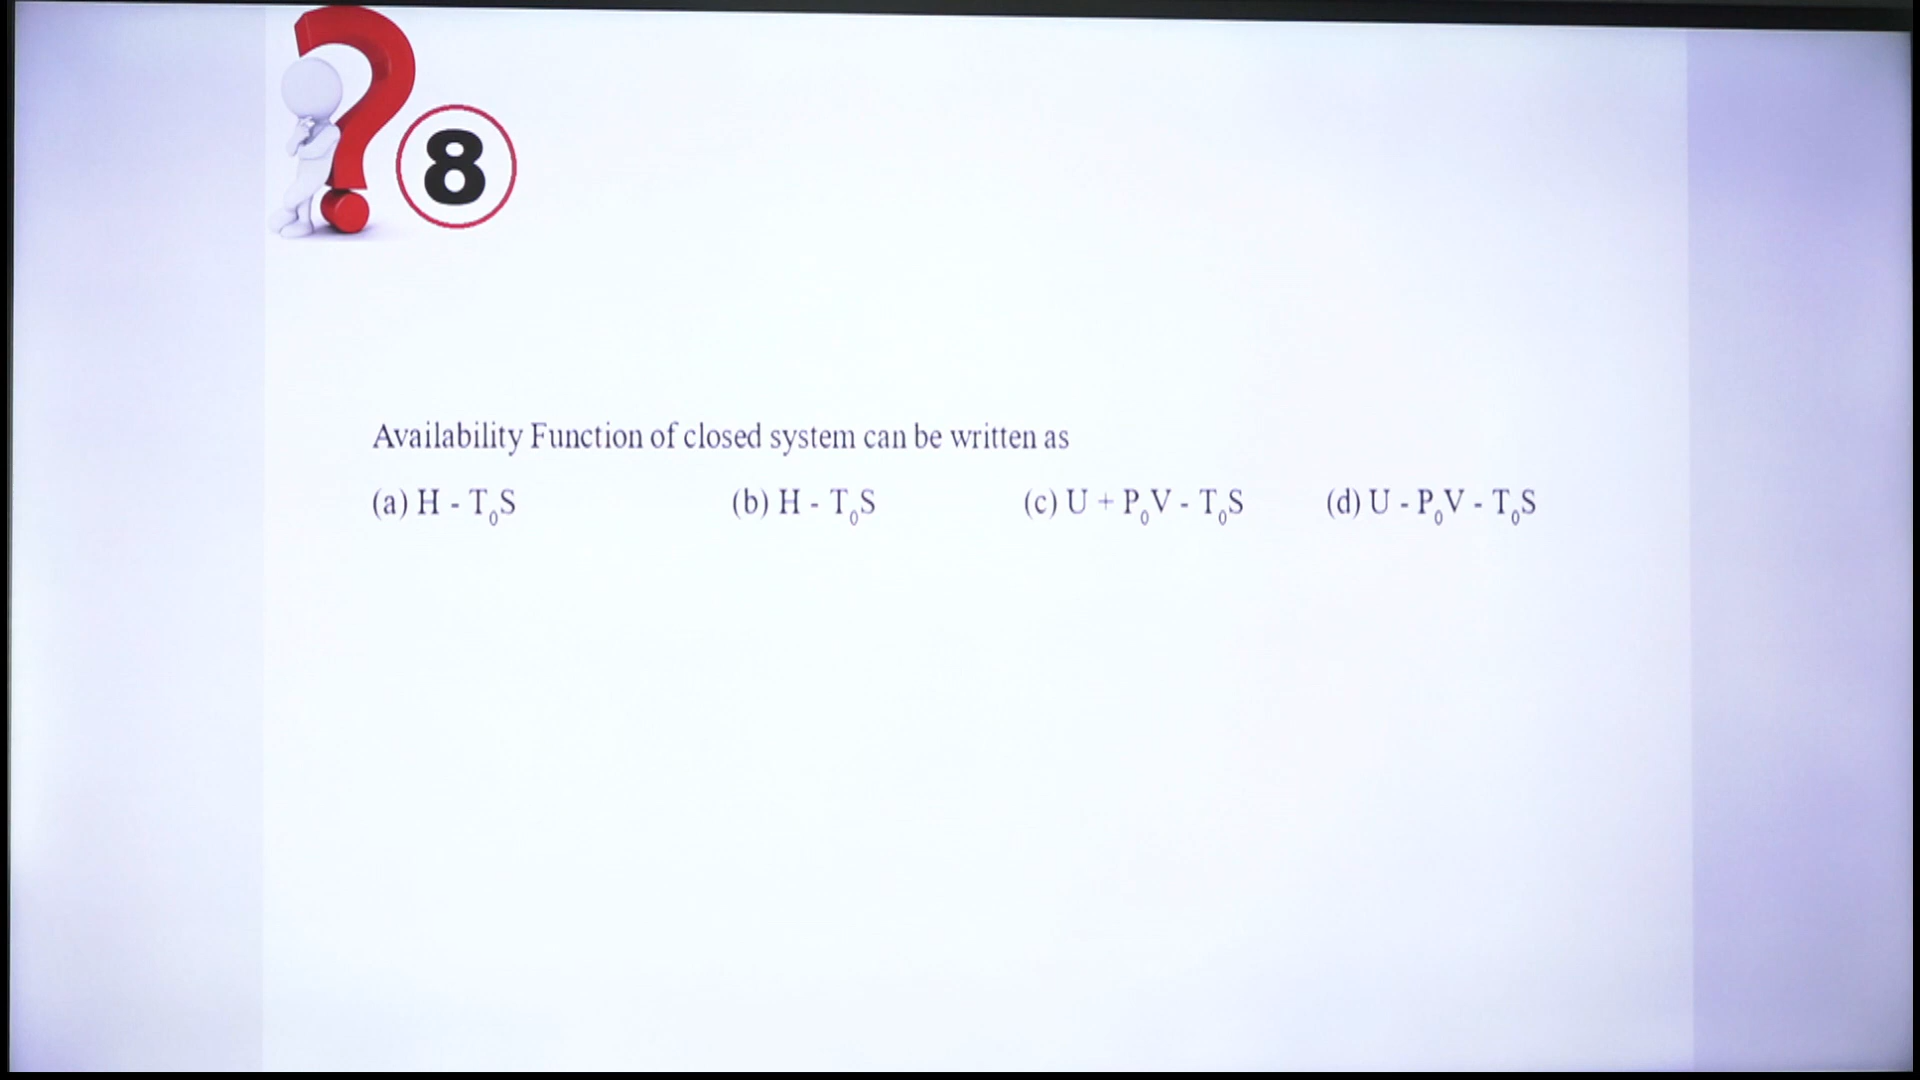 8
Availability Function of closed system can be written as
(a) H - T₀S (b) H - T₀S (c) U + P₀V - T₀S (d) U - P₀V - T₀S